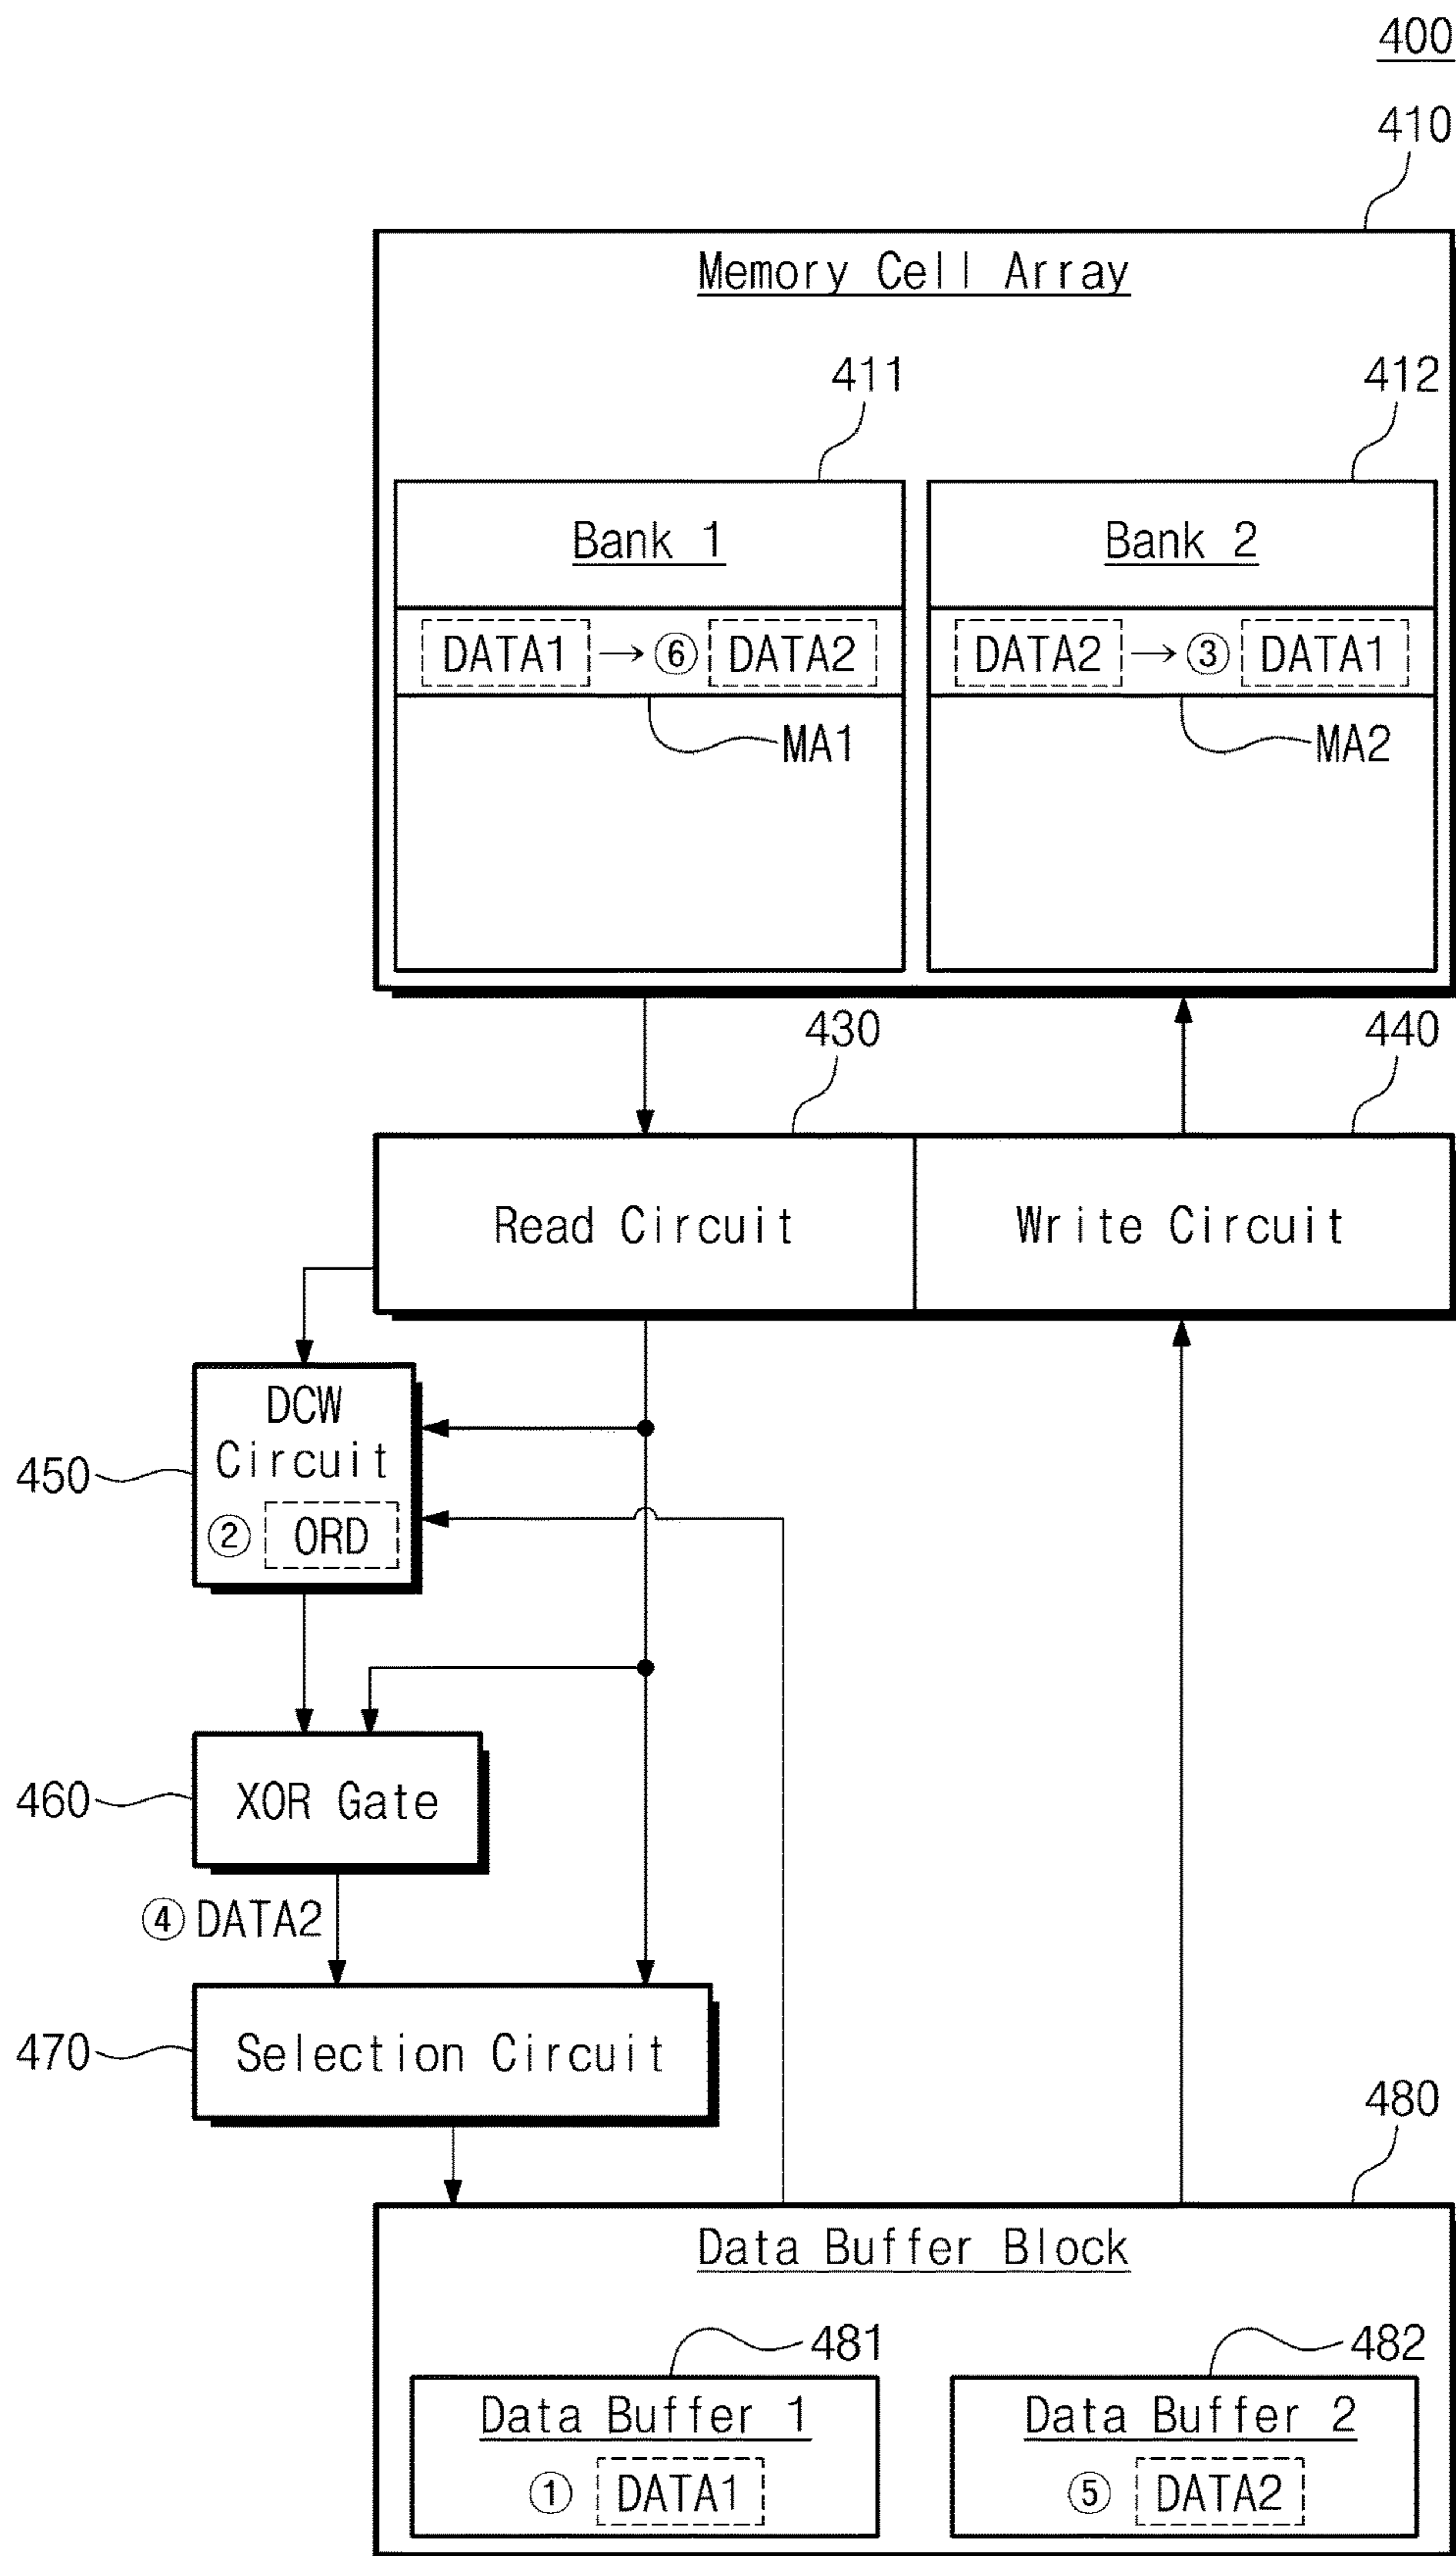 400
410
Memory Cell Array
411
412
Bank 1
Bank 2
DATA1 → ⑥ DATA2
DATA2 → ③ DATA1
MA1
MA2
430
440
Read Circuit
Write Circuit
DCW
Circuit
450
② ORD
460
XOR Gate
④ DATA2
470
Selection Circuit
480
Data Buffer Block
481
482
Data Buffer 1
Data Buffer 2
① DATA1
⑤ DATA2